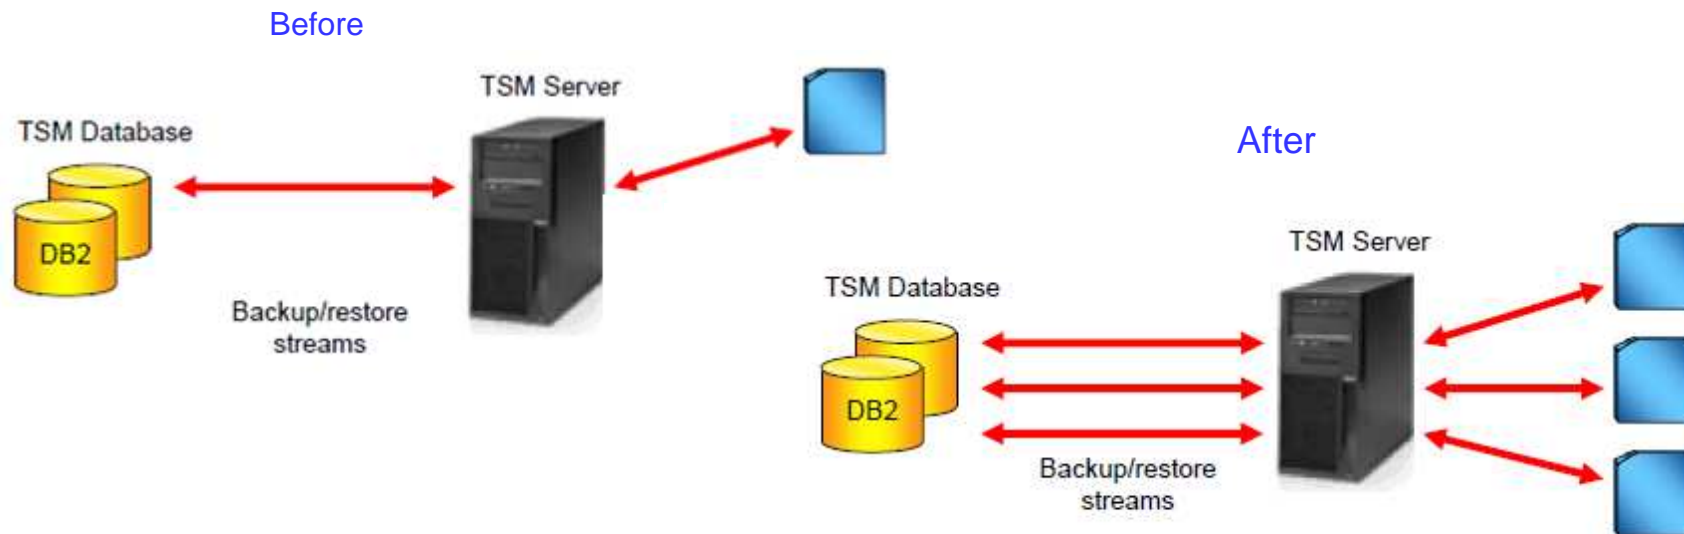 Before
TSM Server
TSM Database
DB2
Backup/restore
streams
After
TSM Server
TSM Database
DB2
Backup/restore
streams